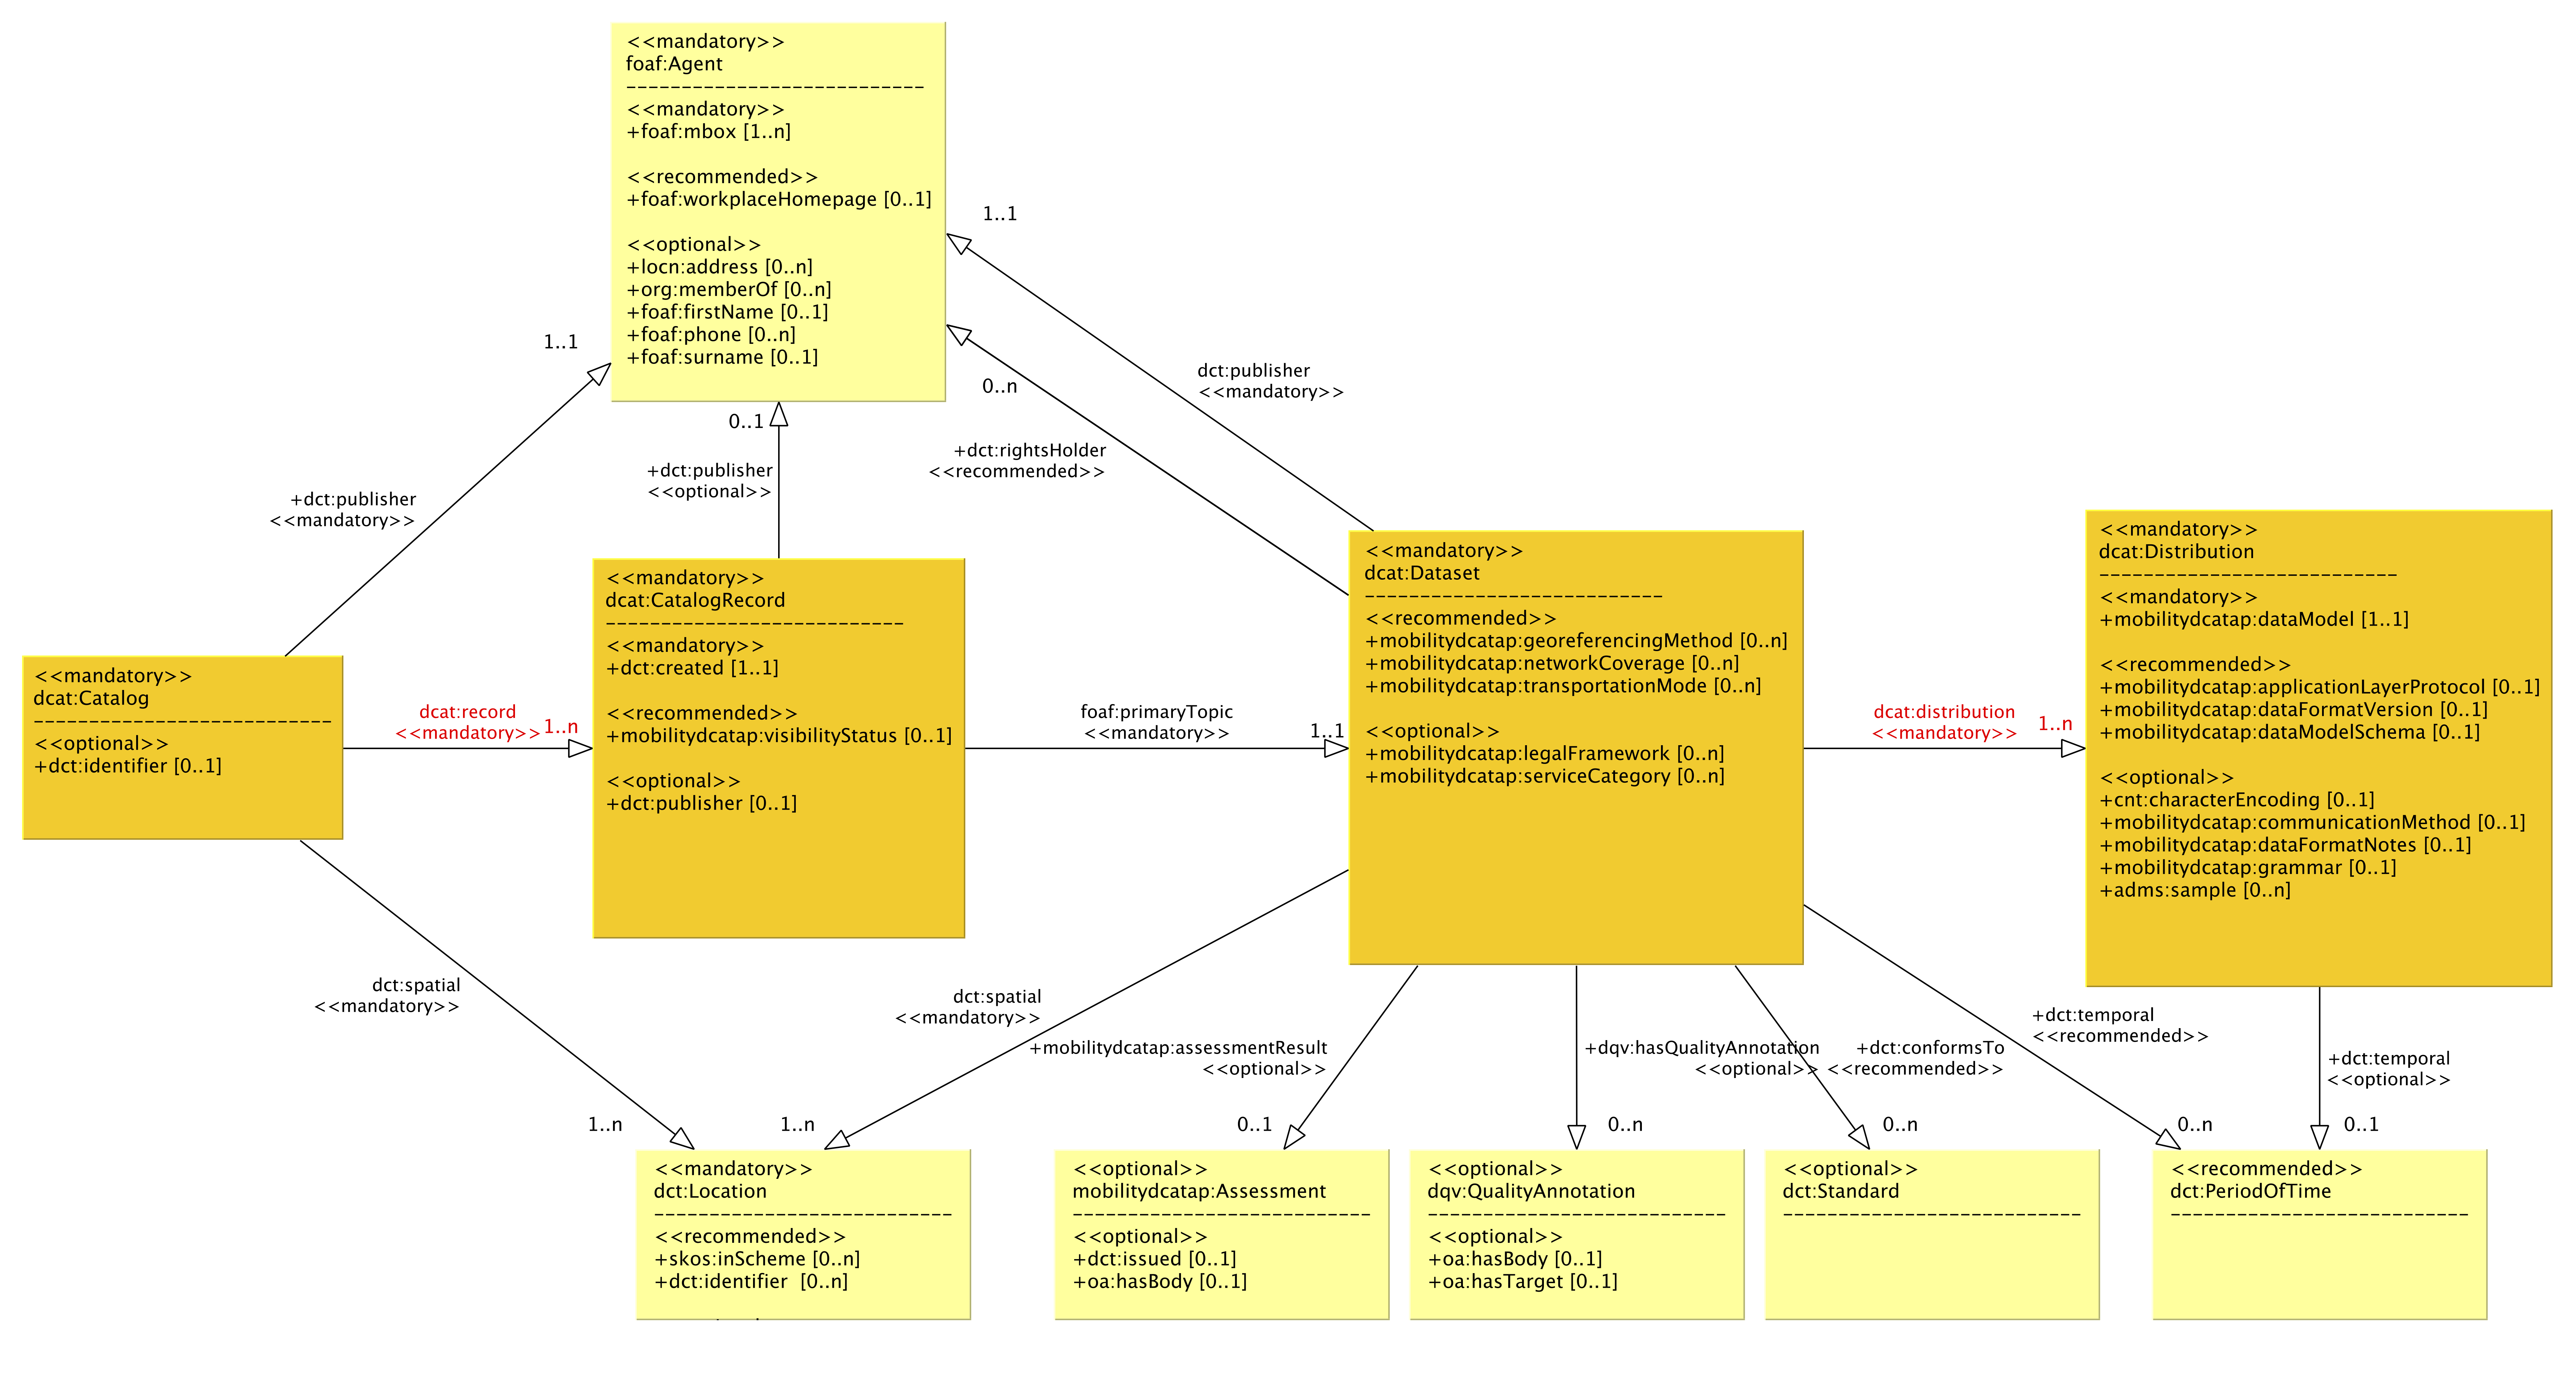 <<mandatory>>
foaf:Agent
---------------------------
<<mandatory>>
+foaf:mbox [1..n]
<<recommended>>
+foaf:workplaceHomepage [0..1]
<<optional>>
+locn:address [0..n]
+org:memberOf [0..n]
+foaf:firstName [0..1]
+foaf:phone [0..n]
+foaf:surname [0..1]
1..1
0..n
1..1
0..1
dct:publisher
<<mandatory>>
+dct:rightsHolder
<<recommended>>
+dct:publisher
<<optional>>
+dct:publisher
<<mandatory>>
<<mandatory>>
dcat:Catalog
---------------------------
<<optional>>
+dct:identifier [0..1]
dcat:record
<<mandatory>>
1..n
<<mandatory>>
dcat:CatalogRecord
---------------------------
<<mandatory>>
+dct:created [1..1]
<<recommended>>
+mobilitydcatap:visibilityStatus [0..1]
<<optional>>
+dct:publisher [0..1]
foaf:primaryTopic
<<mandatory>>
1..1
<<mandatory>>
dcat:Dataset
---------------------------
<<recommended>>
+mobilitydcatap:georeferencingMethod [0..n]
+mobilitydcatap:networkCoverage [0..n]
+mobilitydcatap:transportationMode [0..n]
<<optional>>
+mobilitydcatap:legalFramework [0..n]
+mobilitydcatap:serviceCategory [0..n]
dcat:distribution
<<mandatory>>
1..n
<<mandatory>>
dcat:Distribution
---------------------------
<<mandatory>>
+mobilitydcatap:dataModel [1..1]
<<recommended>>
+mobilitydcatap:applicationLayerProtocol [0..1]
+mobilitydcatap:dataFormatVersion [0..1]
+mobilitydcatap:dataModelSchema [0..1]
<<optional>>
+cnt:characterEncoding [0..1]
+mobilitydcatap:communicationMethod [0..1]
+mobilitydcatap:dataFormatNotes [0..1]
+mobilitydcatap:grammar [0..1]
+adms:sample [0..n]
dct:spatial
<<mandatory>>
1..n
dct:spatial
<<mandatory>>
1..n
+mobilitydcatap:assessmentResult
<<optional>>
0..1
+dqv:hasQualityAnnotation
<<optional>>
0..n
+dct:conformsTo
<<recommended>>
0..n
+dct:temporal
<<recommended>>
0..n
+dct:temporal
<<optional>>
0..1
<<mandatory>>
dct:Location
---------------------------
<<recommended>>
+skos:inScheme [0..n]
+dct:identifier  [0..n]
<<optional>>
mobilitydcatap:Assessment
---------------------------
<<optional>>
+dct:issued [0..1]
+oa:hasBody [0..1]
<<optional>>
dqv:QualityAnnotation
---------------------------
<<optional>>
+oa:hasBody [0..1]
+oa:hasTarget [0..1]
<<optional>>
dct:Standard
---------------------------
<<recommended>>
dct:PeriodOfTime
---------------------------